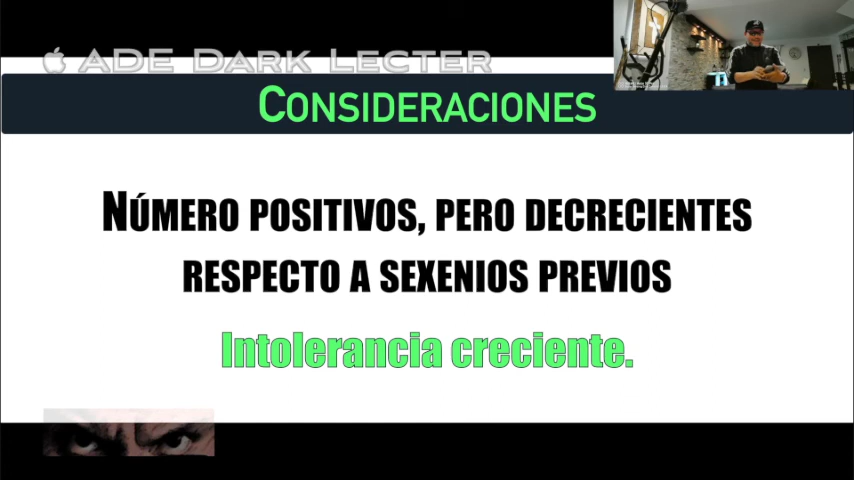 ADE DARK LECTER
CONSIDERACIONES
NÚMERO POSITIVOS, PERO DECRECIENTES
RESPECTO A SEXENIOS PREVIOS
Intolerancia creciente.